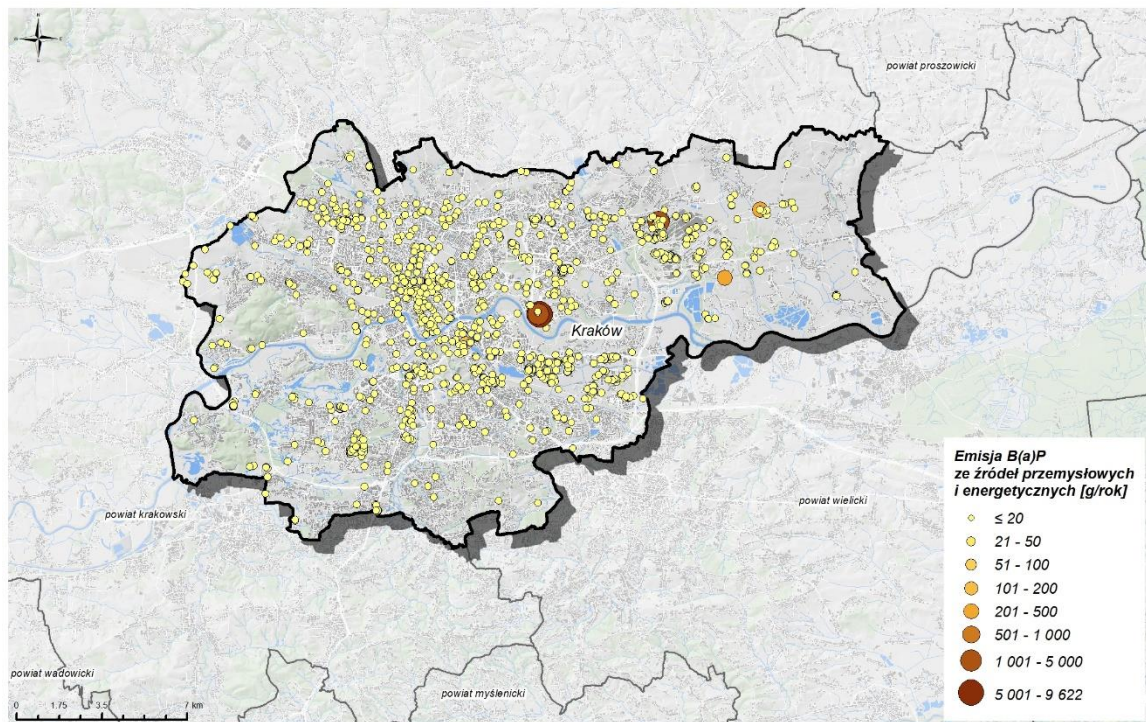 powiat proszowicki
Kraków
powiat krakowski
powiat wielicki
powiat wadowicki
powiat myślenicki
0 1.75 3.5 7 km
Emisja B(a)P
ze źródeł przemysłowych
i energetycznych [g/rok]
≤ 20
21 - 50
51 - 100
101 - 200
201 - 500
501 - 1 000
1 001 - 5 000
5 001 - 9 622